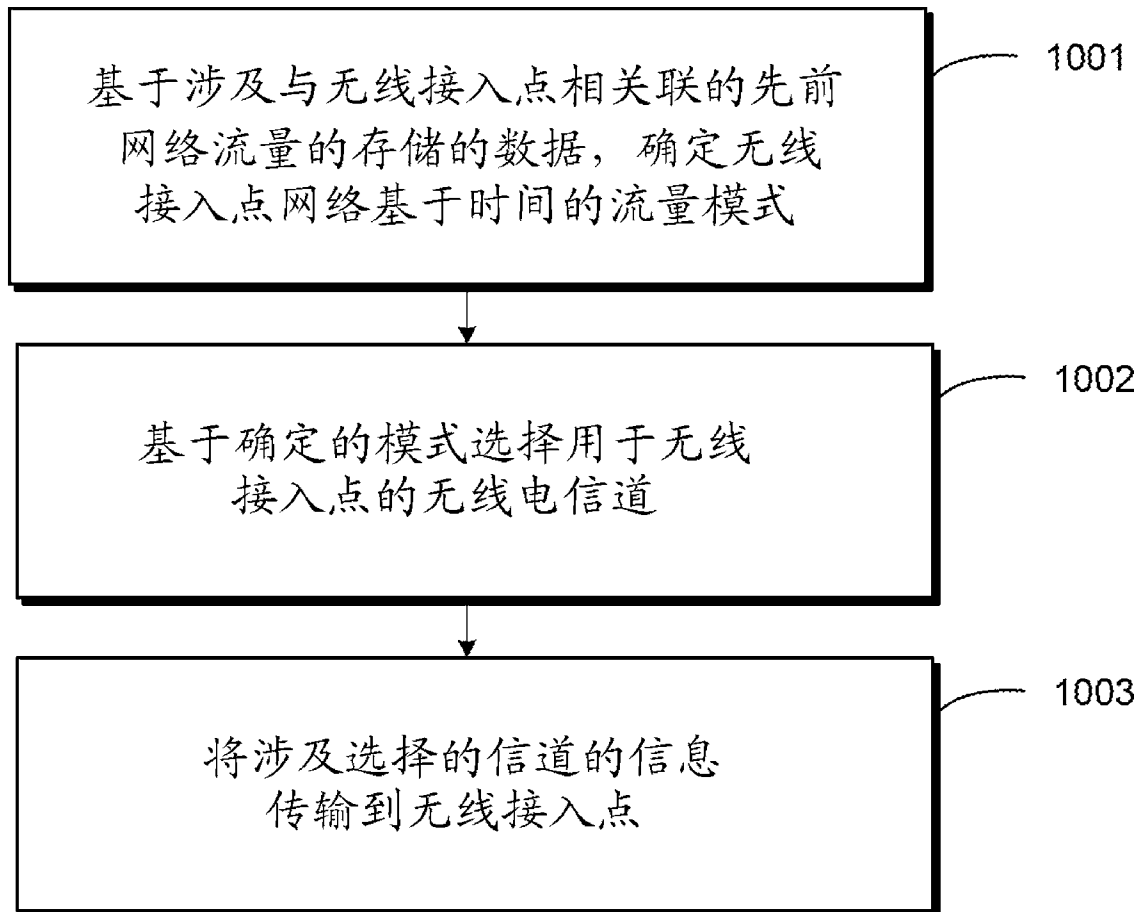 基于涉及与无线接入点相关联的先前
网络流量的存储的数据，确定无线
接入点网络基于时间的流量模式
1001
基于确定的模式选择用于无线
接入点的无线电信道
1002
将涉及选择的信道的信息
传输到无线接入点
1003